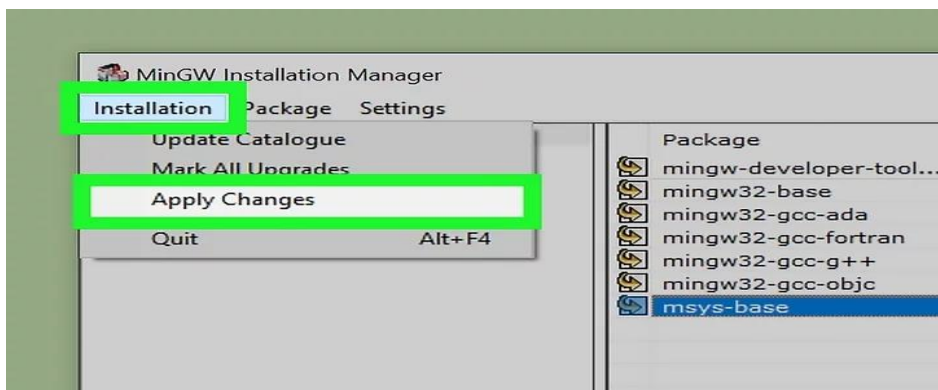 MinGW Installation Manager
Installation Package Settings
Update Catalogue
Mark All Upgrades
Apply Changes
Quit Alt+F4
Package
mingw-developer-tool...
mingw32-base
mingw32-gcc-ada
mingw32-gcc-fortran
mingw32-gcc-g++
mingw32-gcc-objc
msys-base